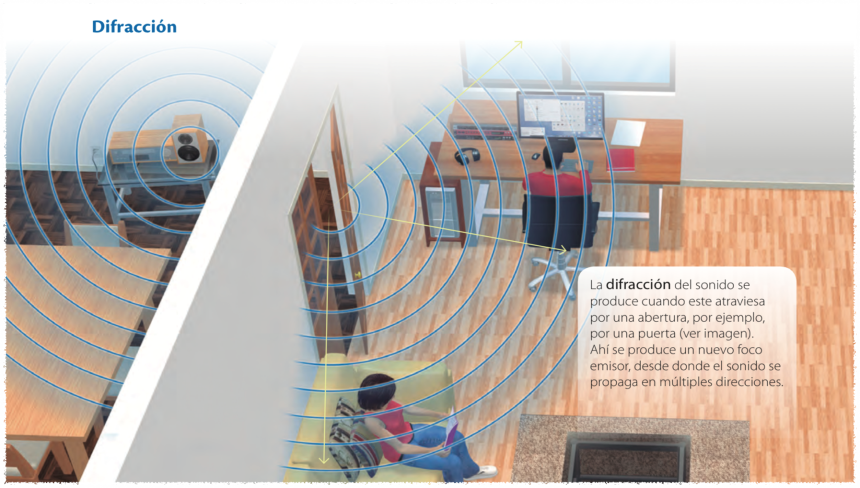 Difracción
La difracción del sonido se
produce cuando este atraviesa
por una abertura, por ejemplo,
por una puerta (ver imagen).
Ahí se produce un nuevo foco
emisor, desde donde el sonido se
propaga en múltiples direcciones.